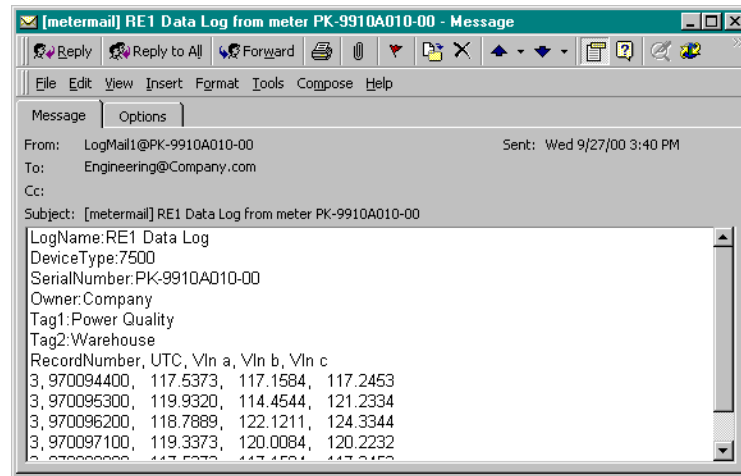 [metermail] RE1 Data Log from meter PK-9910A010-00 - Message
Reply Reply to All Forward
File Edit View Insert Format Tools Compose Help
Message Options
From: LogMail1@PK-9910A010-00 Sent: Wed 9/27/00 3:40 PM
To: Engineering@Company.com
Cc:
Subject: [metermail] RE1 Data Log from meter PK-9910A010-00
LogName:RE1 Data Log
DeviceType:7500
SerialNumber:PK-9910A010-00
Owner:Company
Tag1:Power Quality
Tag2:Warehouse
RecordNumber, UTC, Vln a, Vln b, Vln c
3, 970094400, 117.5373, 117.1584, 117.2453
3, 970095300, 119.9320, 114.4544, 121.2334
3, 970096200, 118.7889, 122.1211, 124.3344
3, 970097100, 119.3373, 120.0084, 120.2232